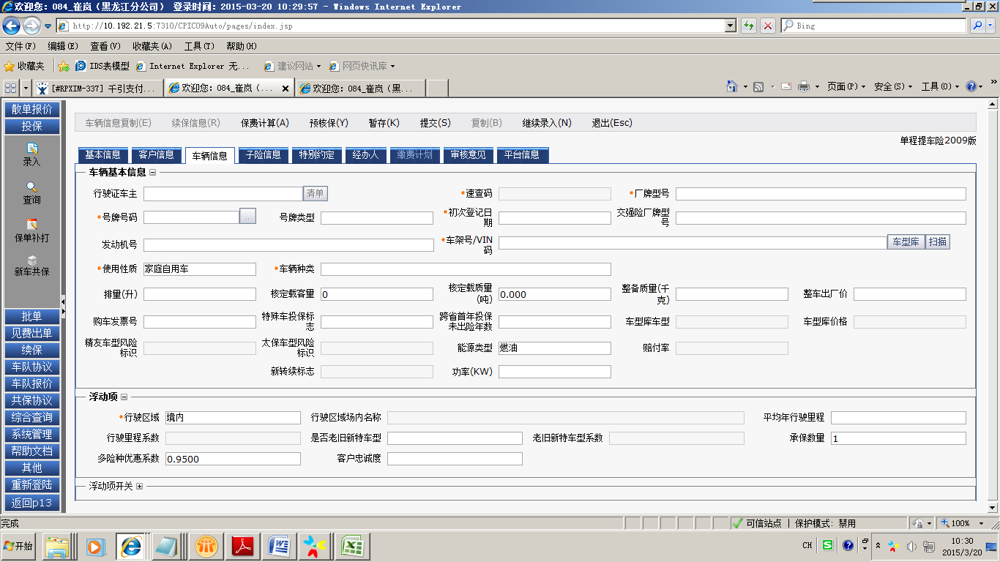 欢迎您：084_崔岚（黑龙江分公司） 登录时间：2015-03-20 10:29:57 - Windows Internet Explorer
http://10.192.21.5:7310/CPIC09Auto/pages/index.jsp
Bing
文件(F) 编辑(E) 查看(V) 收藏夹(A) 工具(T) 帮助(H)
收藏夹 IDS表模型 Internet Explorer 无... 建议网站 网页快讯库
[#RPXIM-337] 千引支付... 欢迎您：084_崔岚（... 欢迎您：084_崔岚（黑... 页面(P) 安全(S) 工具(O)
散单报价
投保
录入
查询
保单补打
新车共保
批单
见费出单
续保
车队协议
车队报价
共保协议
综合查询
系统管理
帮助文档
其他
重新登陆
返回p13
车辆信息复制(E) 续保信息(R) 保费计算(A) 预核保(Y) 暂存(K) 提交(S) 复制(B) 继续录入(N) 退出(Esc)
单程提车险2009版
基本信息 客户信息 车辆信息 子险信息 特别约定 经办人 缴费计划 审核意见 平台信息
车辆基本信息
行驶证车主 清单 *速查码 *厂牌型号
*号牌号码 .. 号牌类型 *初次登记日期 交强险厂牌型号
发动机号 *车架号/VIN码 车型库 扫描
*使用性质 家庭自用车 *车辆种类
排量(升) 核定载客量 0 核定载质量(吨) 0.000 整备质量(千克) 整车出厂价
购车发票号 特殊车投保标志 跨省首年投保未出险年数 车型库车型 车型库价格
精友车型风险标识 太保车型风险标识 能源类型 燃油 赔付率
新转续标志 功率(KW)
浮动项
*行驶区域 境内 行驶区域场内名称 平均年行驶里程
行驶里程系数 是否老旧新特车型 老旧新特车型系数 承保数量 1
多险种优惠系数 0.9500 客户忠诚度
浮动项开关
完成 可信站点 | 保护模式: 禁用 100%
开始 CH 10:30
2015/3/20